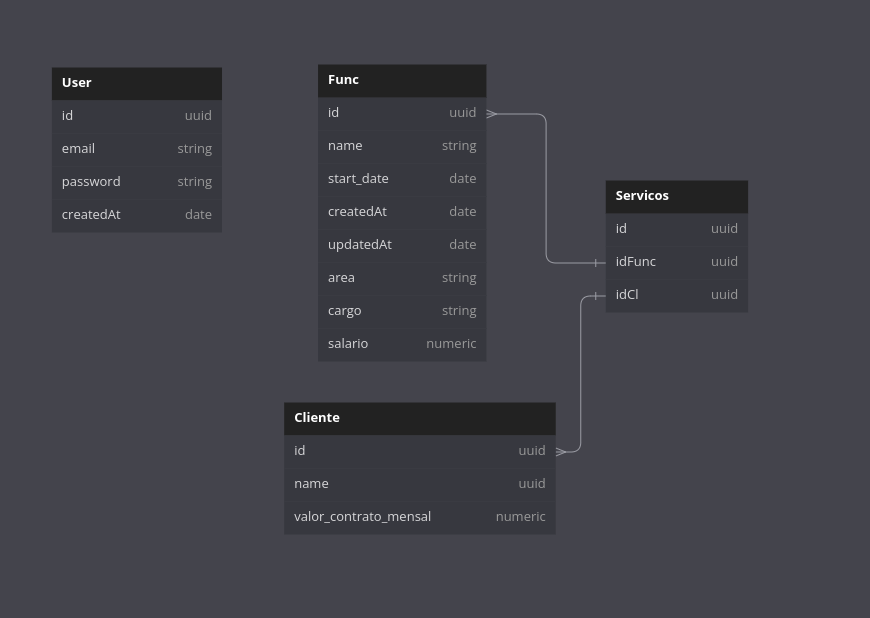 User
id uuid
email string
password string
createdAt date
Func
id uuid
name string
start_date date
createdAt date
updatedAt date
area string
cargo string
salario numeric
Servicos
id uuid
idFunc uuid
idCl uuid
Cliente
id uuid
name uuid
valor_contrato_mensal numeric